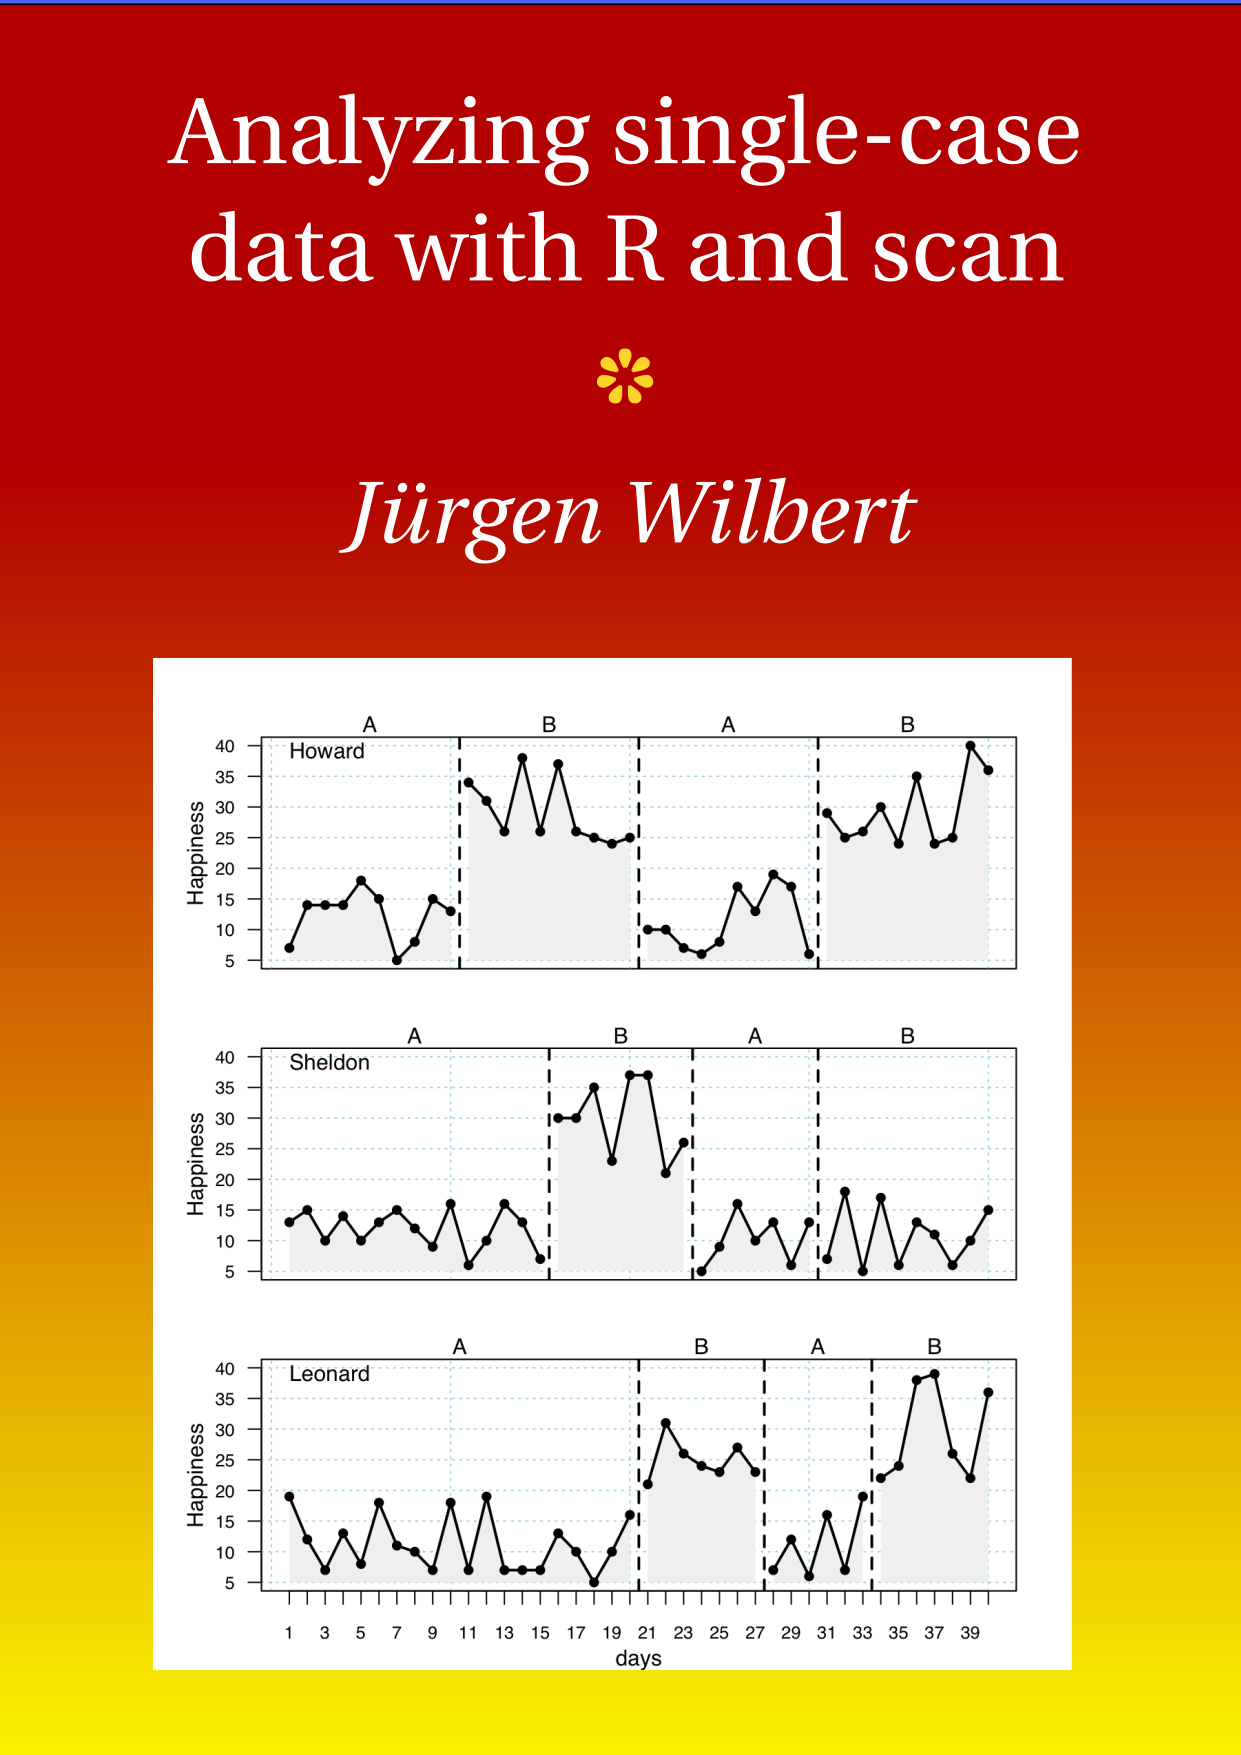 Analyzing single-case
data with R and scan
Jürgen Wilbert
A B A B
Howard
40
35
30
25
20
15
10
5
Happiness
A B A B
Sheldon
40
35
30
25
20
15
10
5
Happiness
A B A B
Leonard
40
35
30
25
20
15
10
5
Happiness
1 3 5 7 9 11 13 15 17 19 21 23 25 27 29 31 33 35 37 39
days